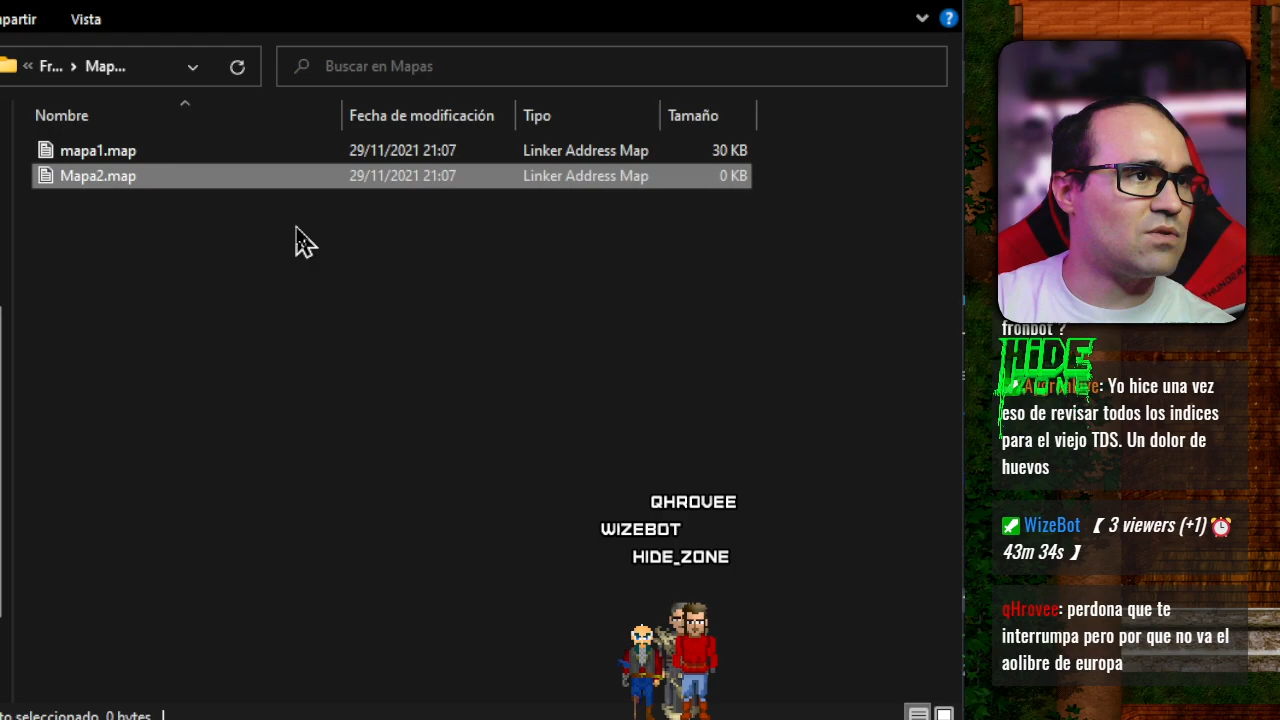 partir Vista
« Fr... > Map...
Buscar en Mapas
Nombre Fecha de modificación Tipo Tamaño
mapa1.map 29/11/2021 21:07 Linker Address Map 30 KB
Mapa2.map 29/11/2021 21:07 Linker Address Map 0 KB
QHROVEE
WIZEBOT
HIDE_ZONE
to seleccionado 0 bytes
fronbot ?
HiDE
ZONE
: Yo hice una vez
eso de revisar todos los indices
para el viejo TDS. Un dolor de
huevos
WizeBot 【 3 viewers (+1) ⏰
43m 34s 】
qHrovee: perdona que te
interrumpa pero por que no va el
aolibre de europa